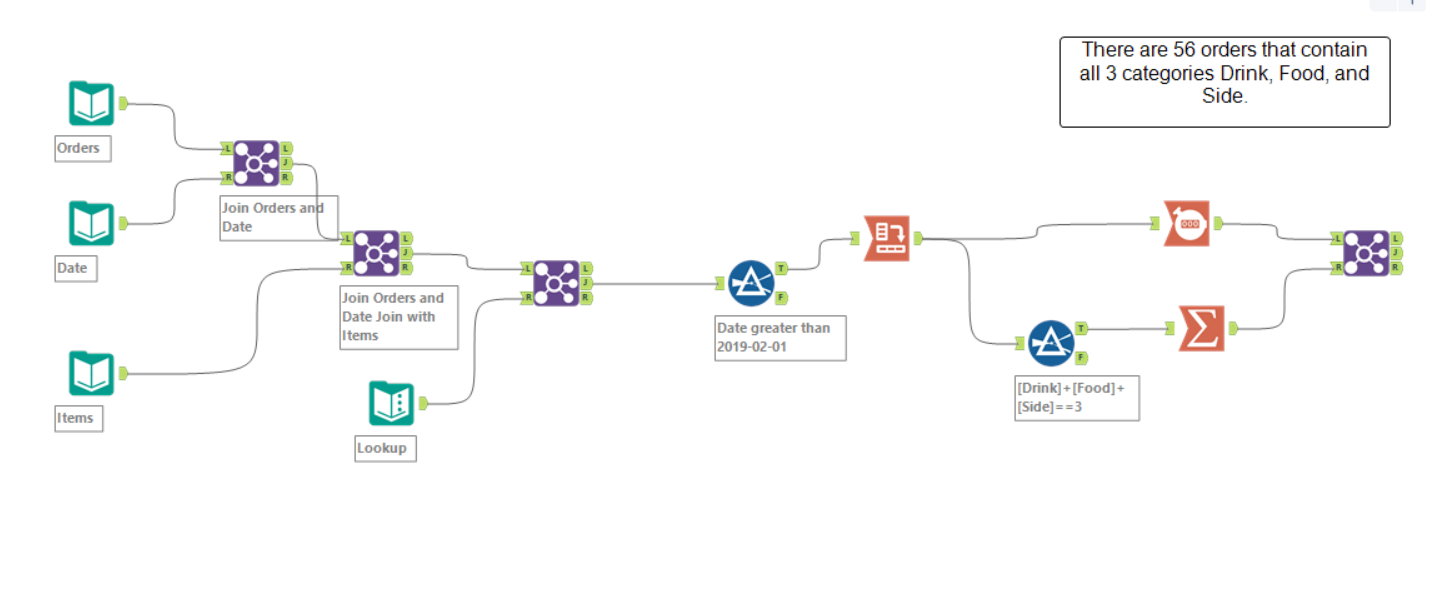 There are 56 orders that contain
all 3 categories Drink, Food, and
Side.
Orders
L
R
L
J
R
Join Orders and
Date
Date
L
R
L
J
R
Join Orders and
Date Join with
Items
L
R
L
J
R
Items
Lookup
T
F
Date greater than
2019-02-01
000
T
F
[Drink]+[Food]+
[Side]==3
Σ
L
R
L
J
R